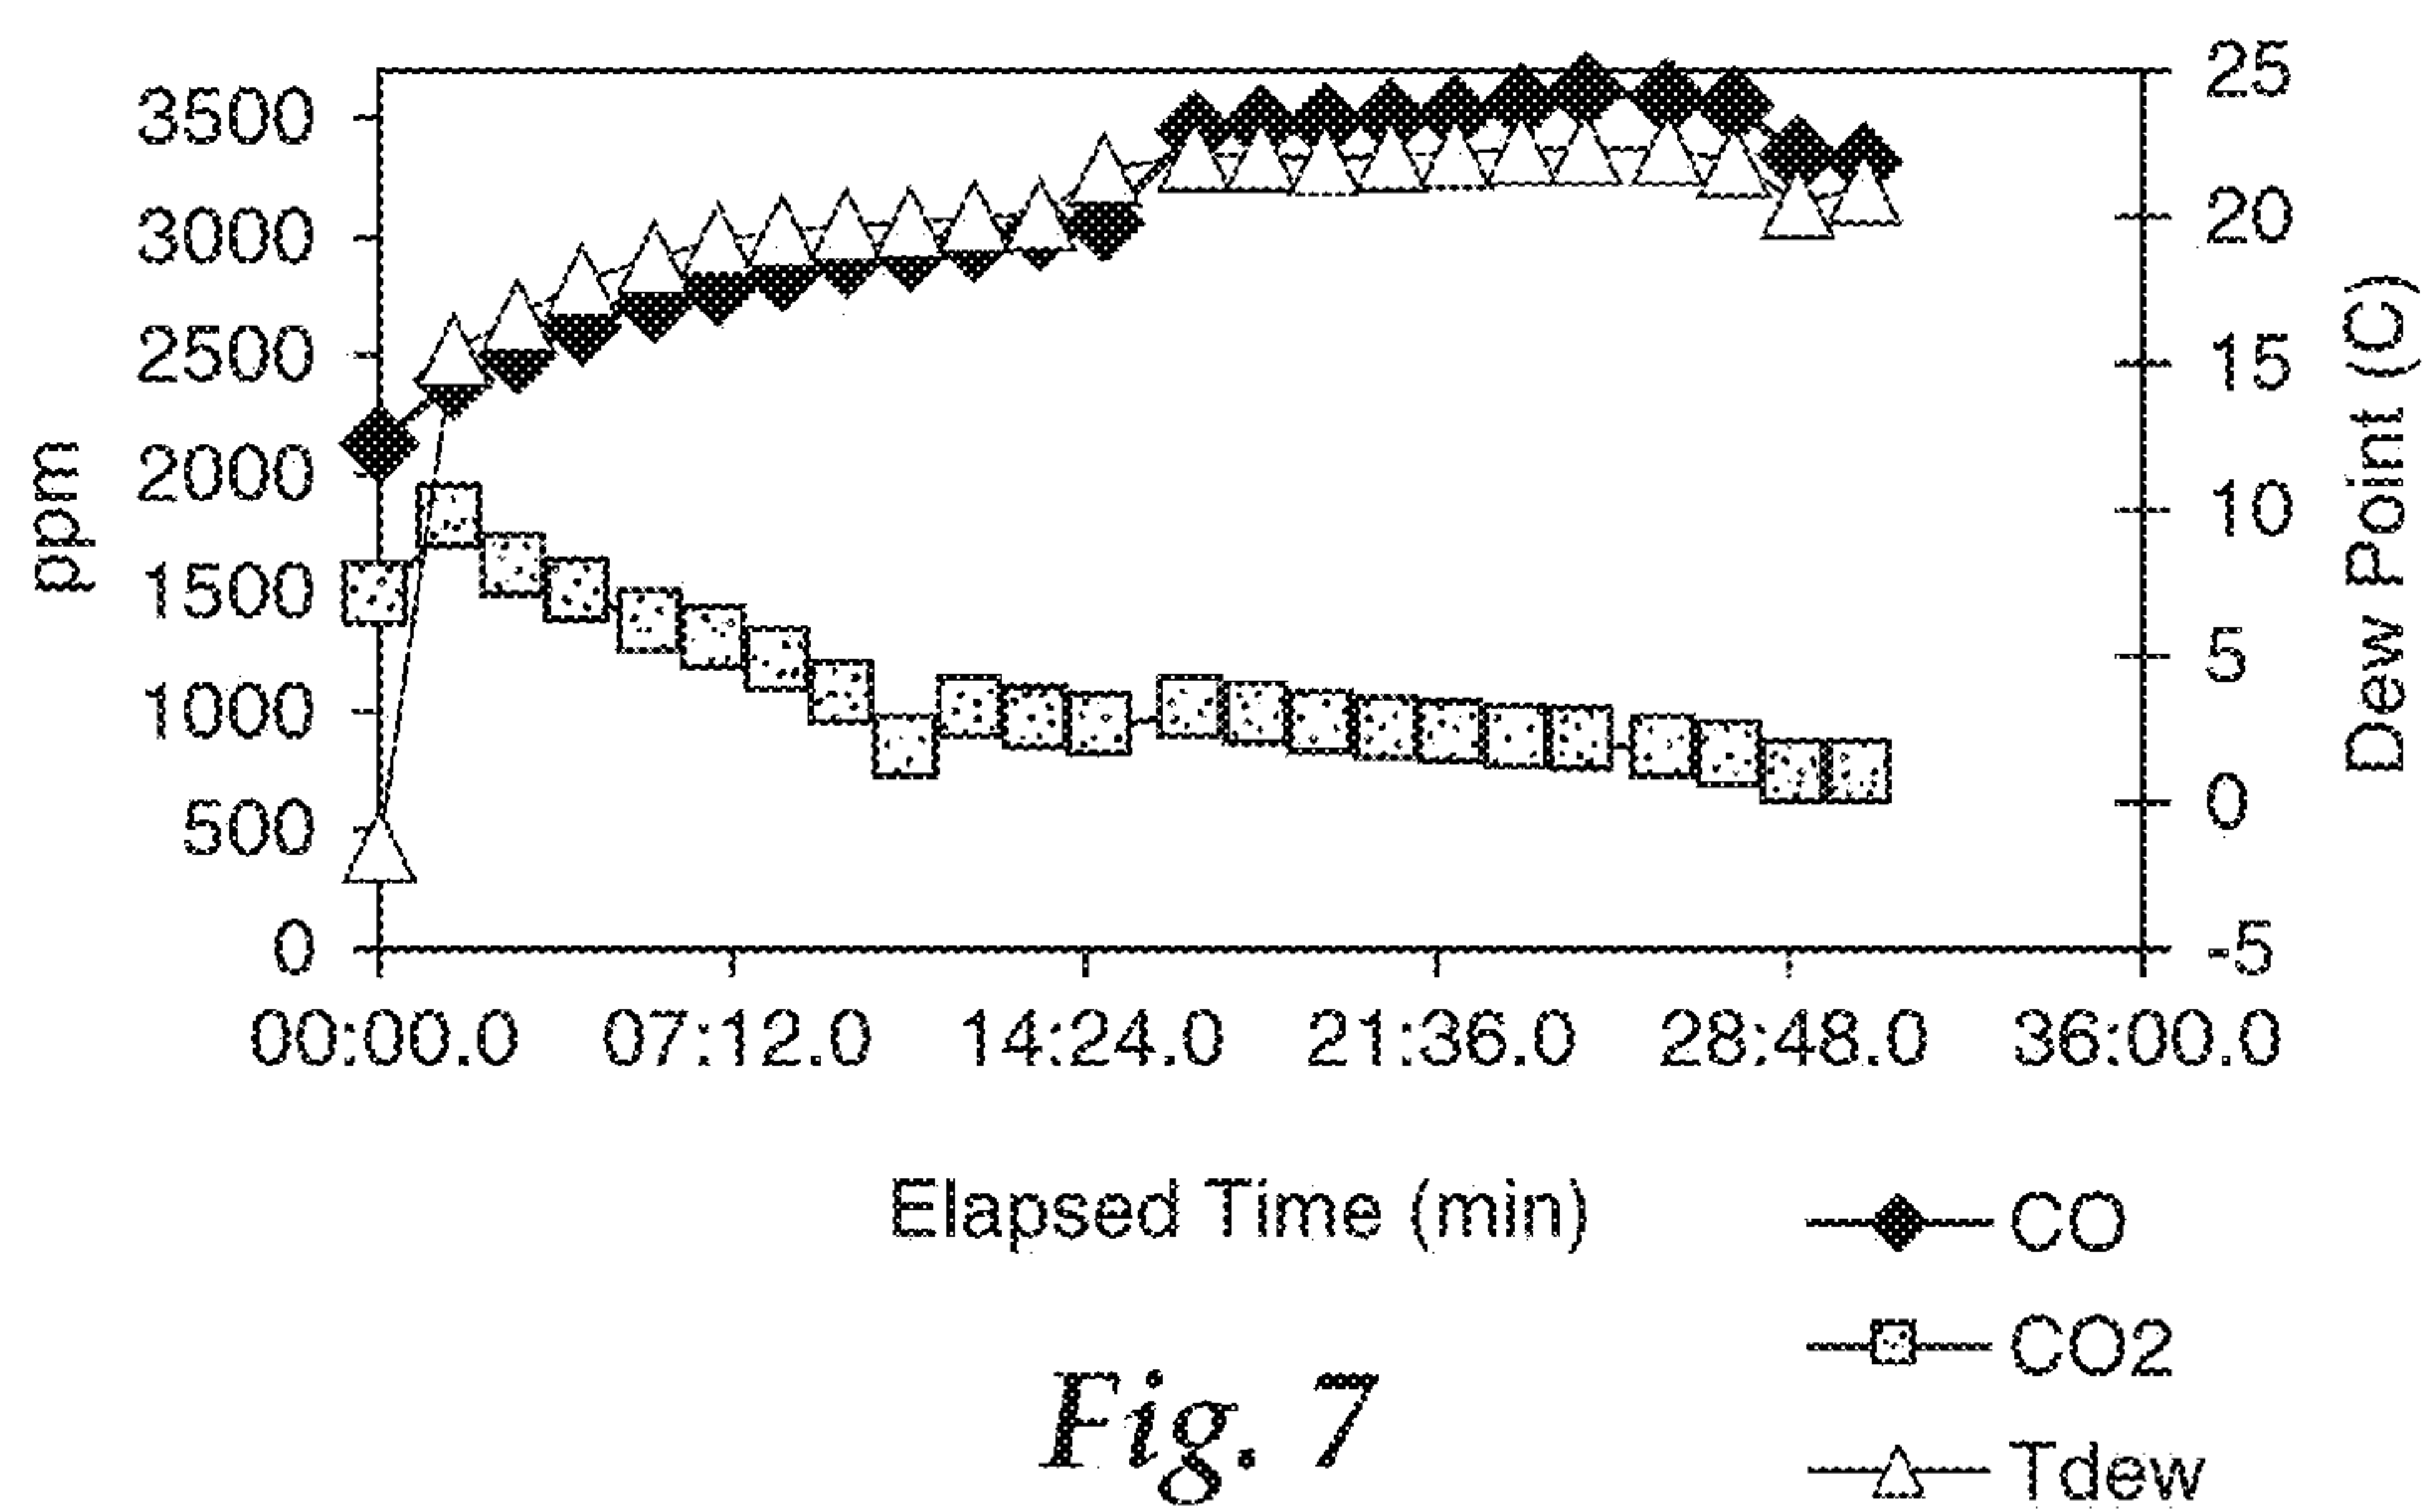 3500
3000
2500
2000
1500
1000
500
0
ppm
25
20
15
10
5
0
-5
Dew Point (C)
00:00.0 07:12.0 14:24.0 21:36.0 28:48.0 36:00.0
Elapsed Time (min)
CO
CO2
Tdew
Fig. 7